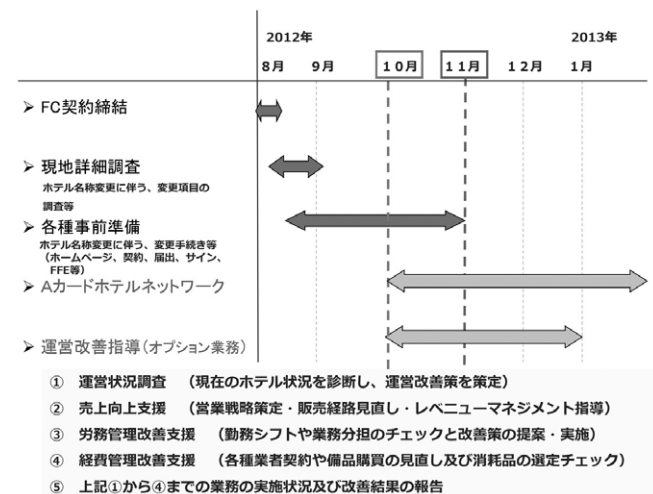 2012年 2013年
8月 9月 10月 11月 12月 1月
➢ FC契約締結
➢ 現地詳細調査
ホテル名称変更に伴う、変更項目の
調査等
➢ 各種事前準備
ホテル名称変更に伴う、変更手続き等
（ホームページ、契約、届出、サイン、
FFE等）
➢ Aカードホテルネットワーク
➢ 運営改善指導（オプション業務）
① 運営状況調査 （現在のホテル状況を診断し、運営改善策を策定）
② 売上向上支援 （営業戦略策定・販売経路見直し・レベニューマネジメント指導）
③ 労務管理改善支援 （勤務シフトや業務分担のチェックと改善策の提案・実施）
④ 経費管理改善支援 （各種業者契約や備品購買の見直し及び消耗品の選定チェック）
⑤ 上記①から④までの業務の実施状況及び改善結果の報告